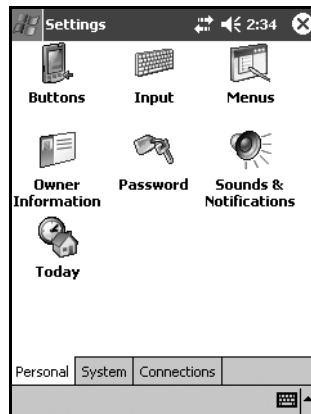 Settings 2:34
Buttons Input Menus
Owner Information Password Sounds & Notifications
Today
Personal System Connections